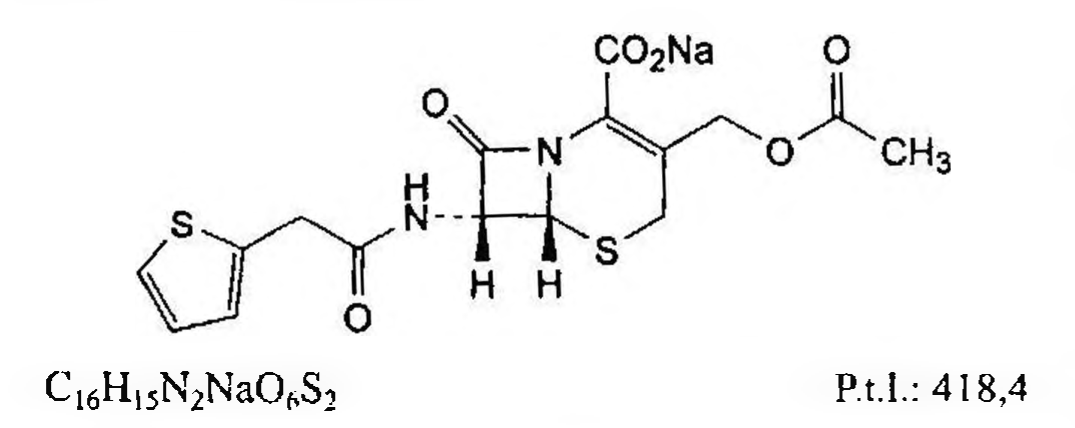 CO₂Na
O
O
N
O
CH₃
H
N
S
S
H
H
O
C₁₆H₁₅N₂NaO₆S₂
P.t.l.: 418,4